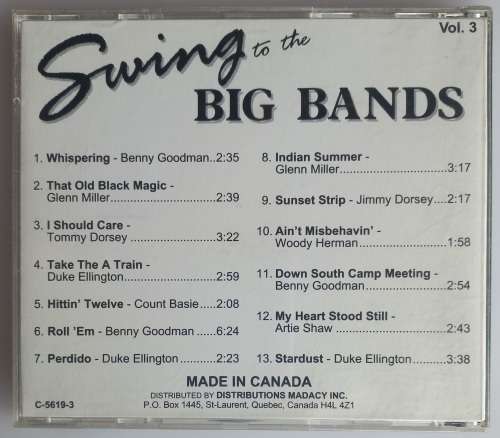 Vol. 3
Swing to the
BIG BANDS
1. Whispering - Benny Goodman..2:35
2. That Old Black Magic -
Glenn Miller..................2:39
3. I Should Care -
Tommy Dorsey ..................3:22
4. Take The A Train -
Duke Ellington..................2:59
5. Hittin' Twelve - Count Basie.....2:08
6. Roll 'Em - Benny Goodman .......6:24
7. Perdido - Duke Ellington ..........2:23
8. Indian Summer -
Glenn Miller..................3:17
9. Sunset Strip - Jimmy Dorsey....2:17
10. Ain't Misbehavin' -
Woody Herman..................1:58
11. Down South Camp Meeting -
Benny Goodman ..................2:54
12. My Heart Stood Still -
Artie Shaw ..................2:43
13. Stardust - Duke Ellington........3:38
MADE IN CANADA
DISTRIBUTED BY DISTRIBUTIONS MADACY INC.
C-5619-3
P.O. Box 1445, St-Laurent, Quebec, Canada H4L 4Z1